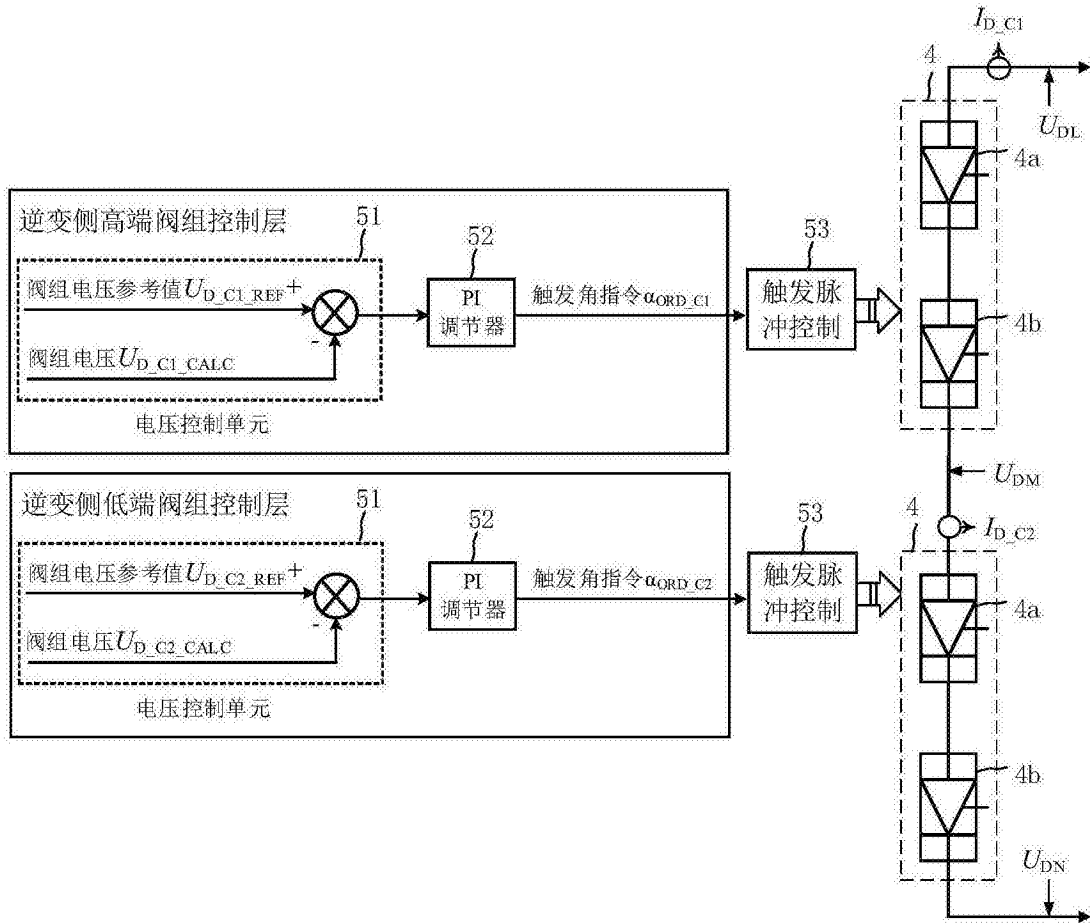 I_D_C1
4
U_DL
4a
逆变侧高端阀组控制层
51
52
53
阀组电压参考值U_D_C1_REF+
PI
调节器
触发角指令α_ORD_C1
触发脉
冲控制
4b
-
阀组电压U_D_C1_CALC
电压控制单元
U_DM
逆变侧低端阀组控制层
51
52
53
4
I_D_C2
阀组电压参考值U_D_C2_REF+
PI
调节器
触发角指令α_ORD_C2
触发脉
冲控制
4a
-
阀组电压U_D_C2_CALC
电压控制单元
4b
U_DN